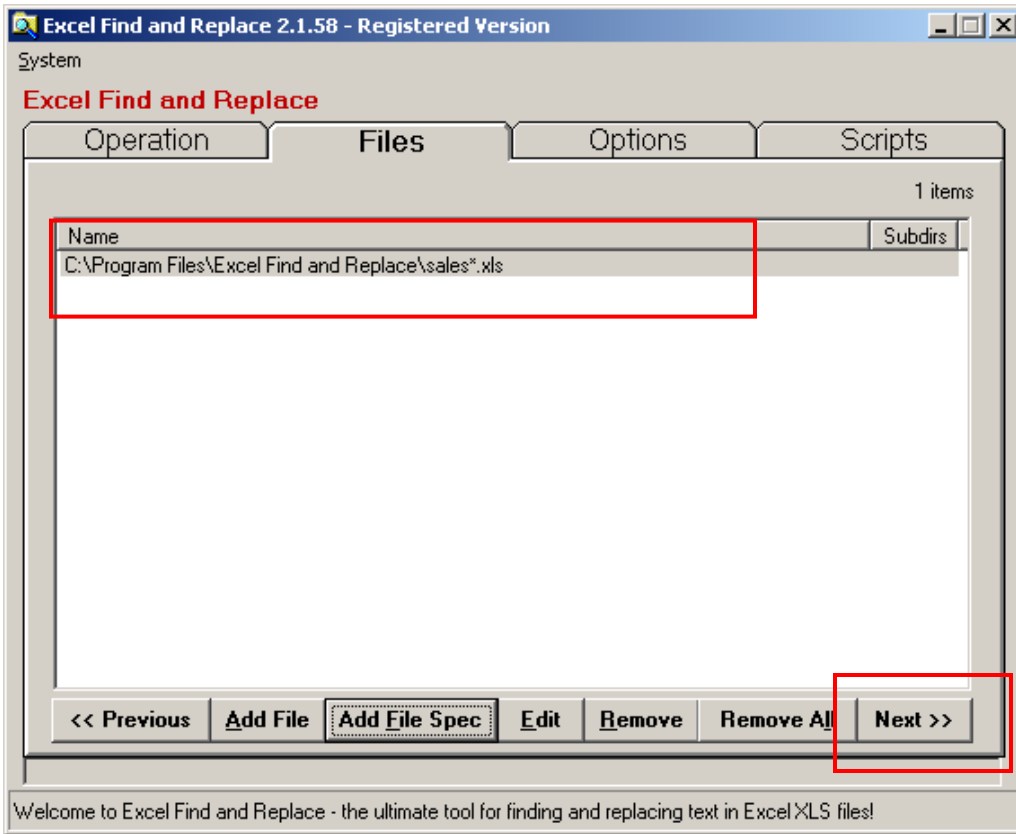 Excel Find and Replace 2.1.58 - Registered Version
System
Excel Find and Replace
Operation Files Options Scripts
1 items
Name Subdirs
C:\Program Files\Excel Find and Replace\sales*.xls
<< Previous Add File Add File Spec Edit Remove Remove All Next >>
Welcome to Excel Find and Replace - the ultimate tool for finding and replacing text in Excel XLS files!